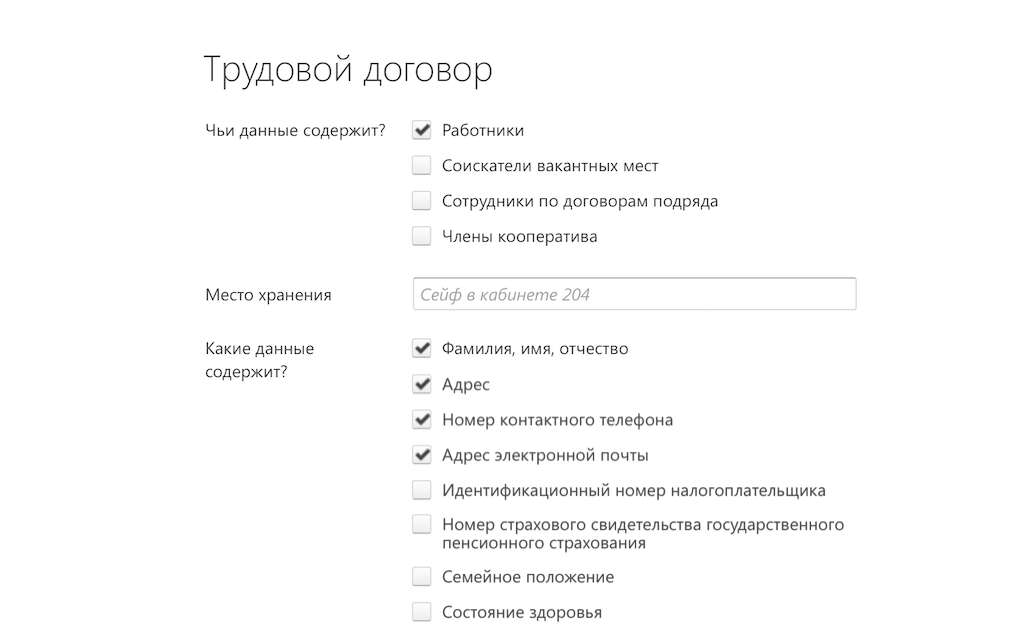 Трудовой договор
Чьи данные содержит?
Работники
Соискатели вакантных мест
Сотрудники по договорам подряда
Члены кооператива
Место хранения
Сейф в кабинете 204
Какие данные
содержит?
Фамилия, имя, отчество
Адрес
Номер контактного телефона
Адрес электронной почты
Идентификационный номер налогоплательщика
Номер страхового свидетельства государственного
пенсионного страхования
Семейное положение
Состояние здоровья